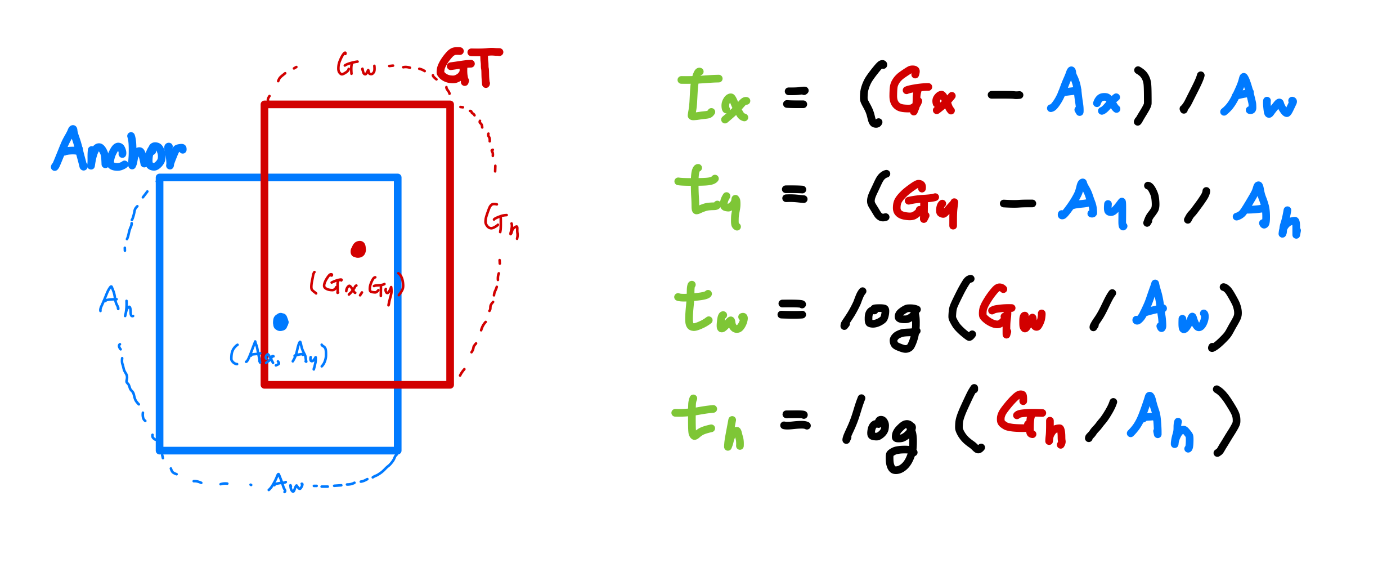 Gw
GT
Anchor
Gh
(Gx, Gy)
Ah
(Ax, Ay)
Aw
tx = (Gx - Ax) / Aw
ty = (Gy - Ay) / Ah
tw = log (Gw / Aw)
th = log (Gh / Ah)